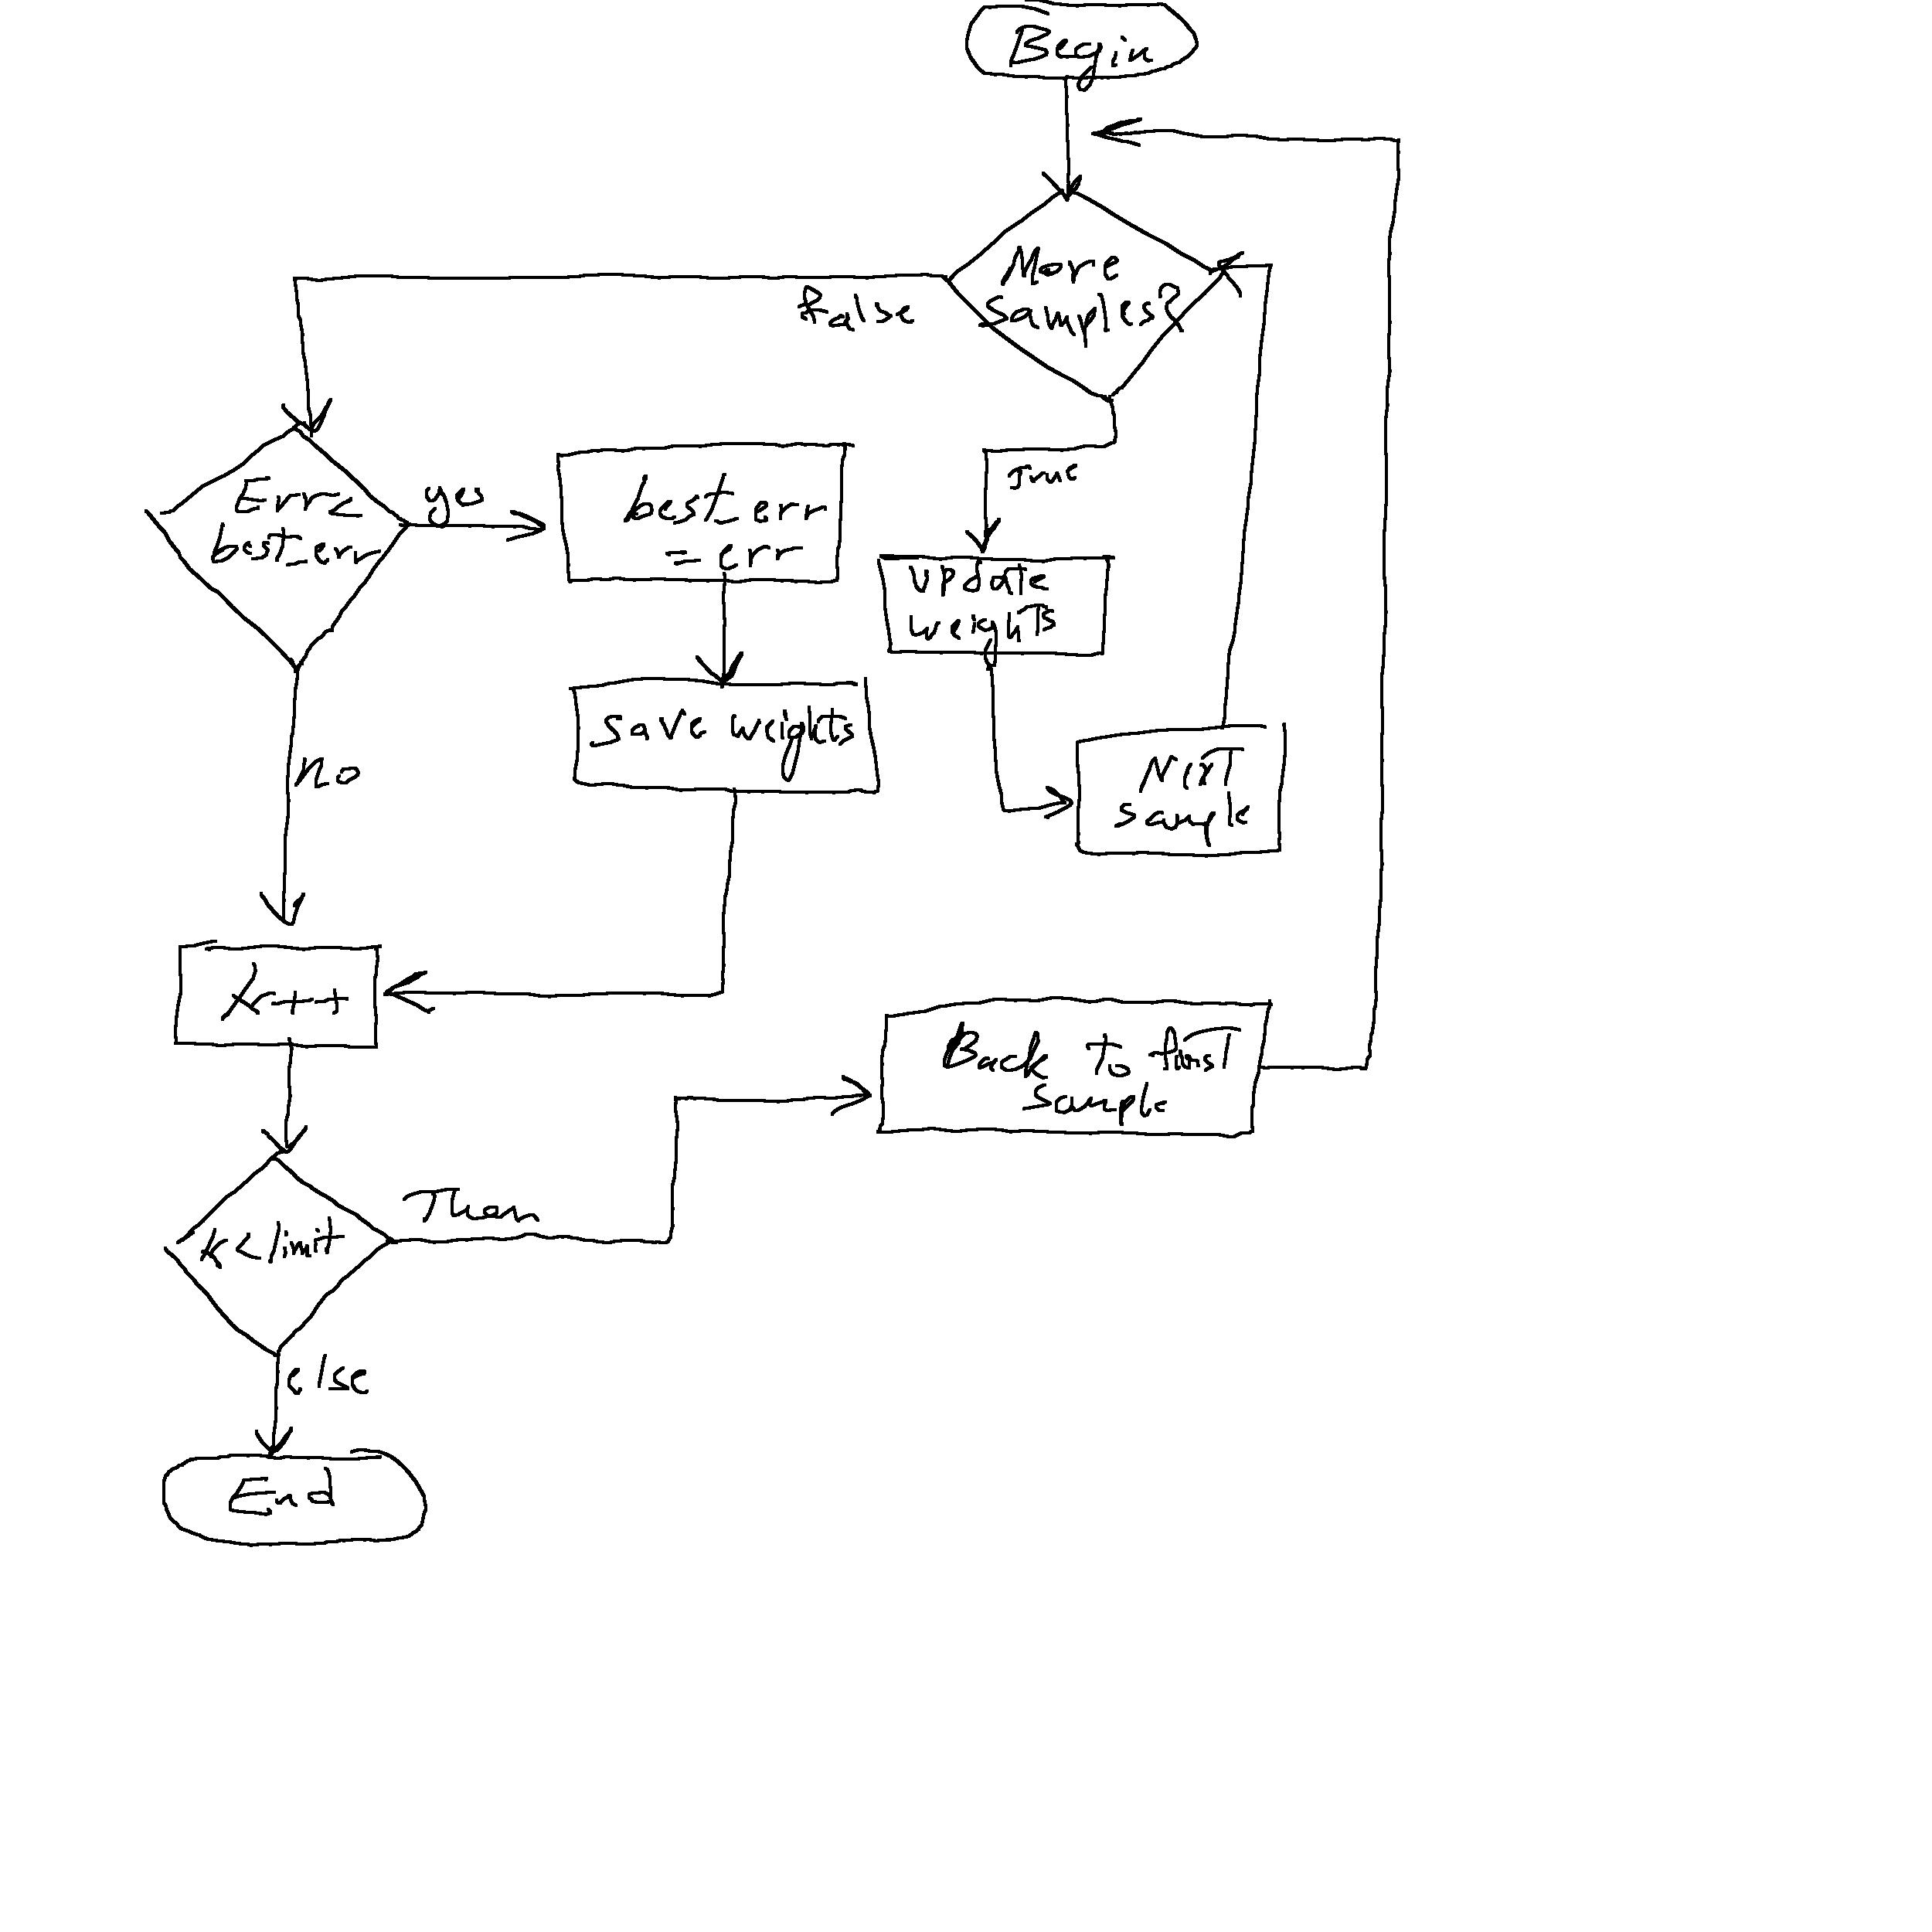 Begin
More
samples?
false
True
Err<
best_err
yes
best_err
= err
update
weights
save weights
no
Next
sample
k++
Back to first
sample
Then
k<limit
else
End